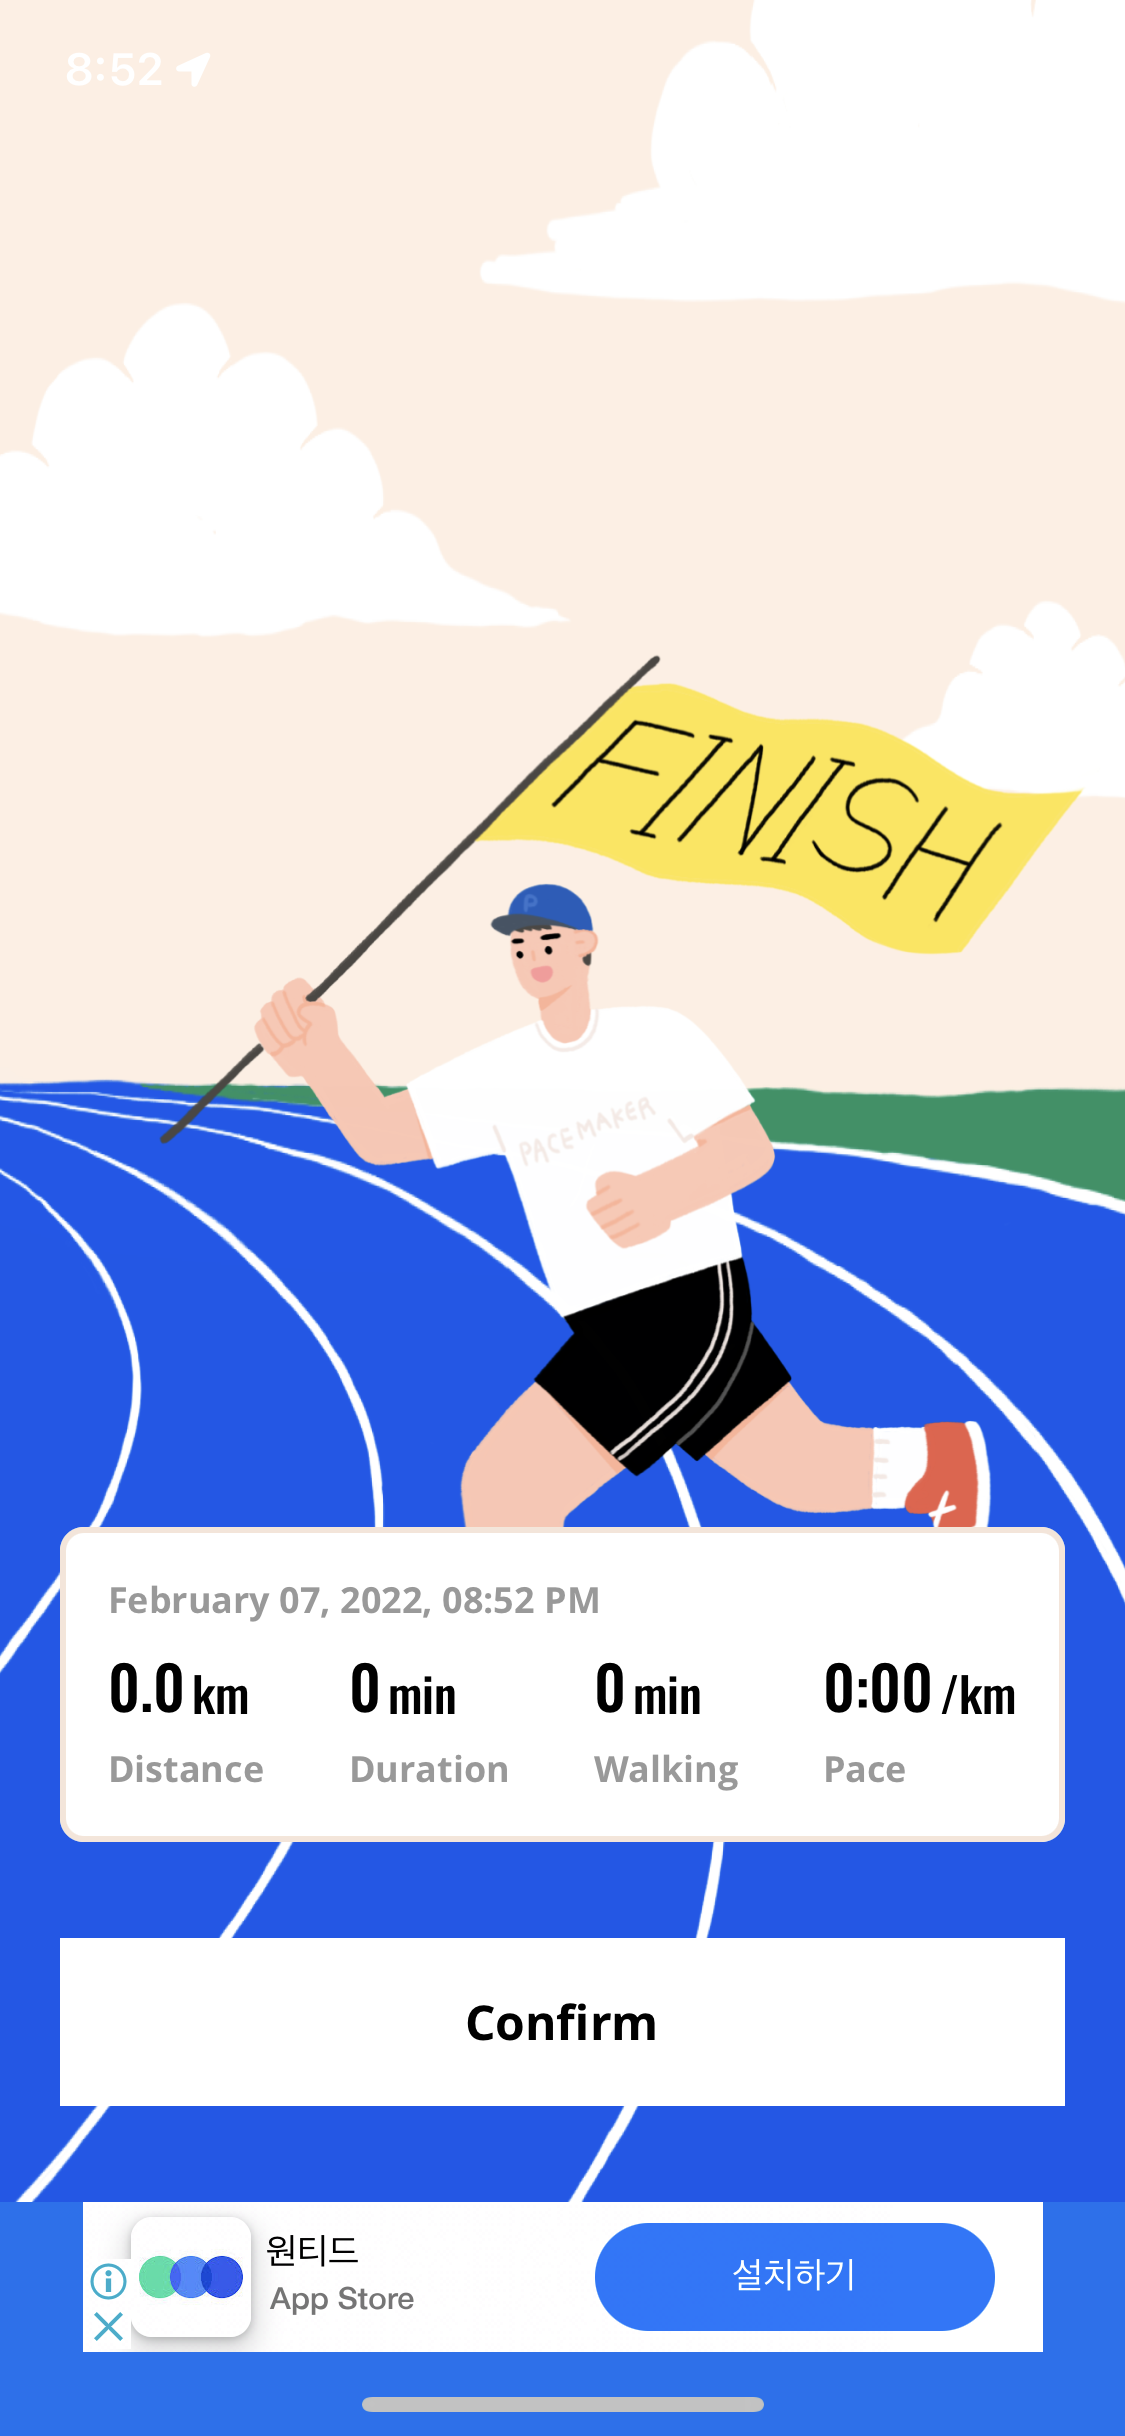 8:52
FINISH
P
PACEMAKER
February 07, 2022, 08:52 PM
0.0 km 0 min 0 min 0:00 /km
Distance Duration Walking Pace
Confirm
원티드
App Store
설치하기